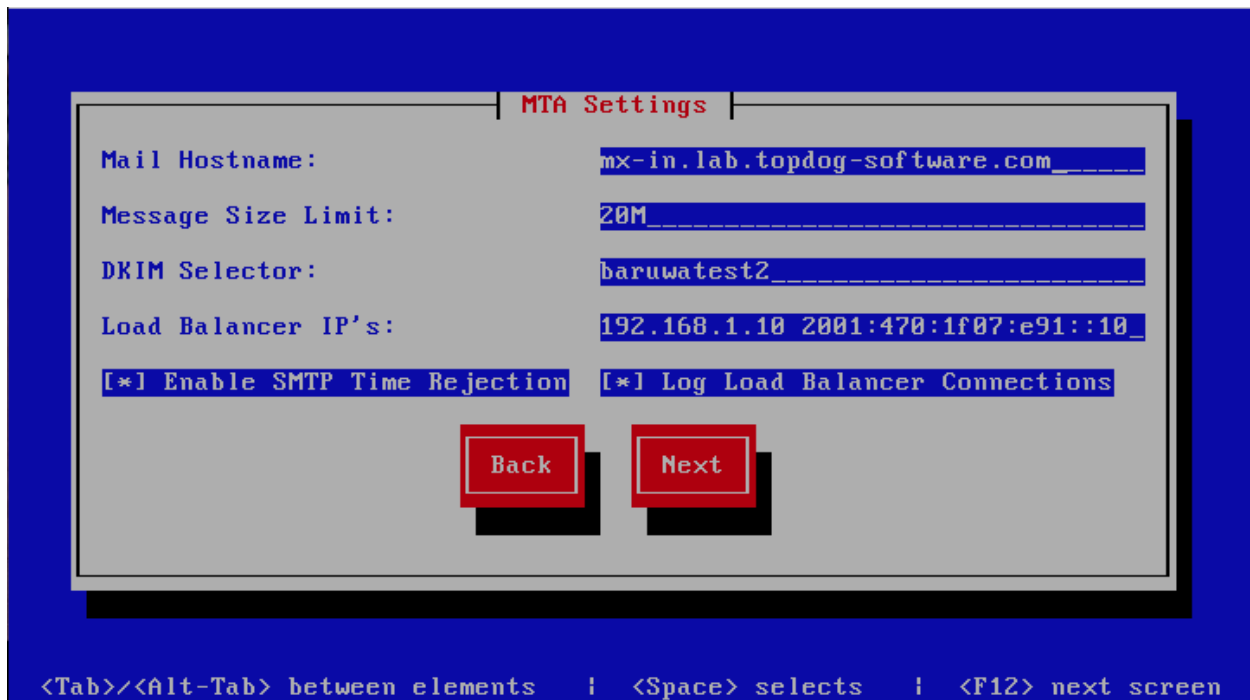 MTA Settings
Mail Hostname: mx-in.lab.topdog-software.com_____
Message Size Limit: 20M________________________________
DKIM Selector: baruwatest2________________________
Load Balancer IP's: 192.168.1.10 2001:470:1f07:e91::10_
[*] Enable SMTP Time Rejection [*] Log Load Balancer Connections
Back Next
<Tab>/<Alt-Tab> between elements | <Space> selects | <F12> next screen